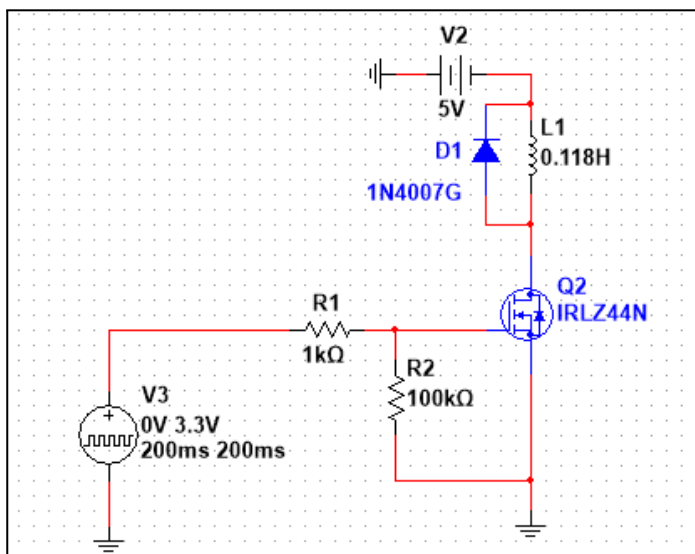 V2
5V
L1
0.118H
D1
1N4007G
Q2
IRLZ44N
R1
1kΩ
R2
100kΩ
V3
0V 3.3V
200ms 200ms